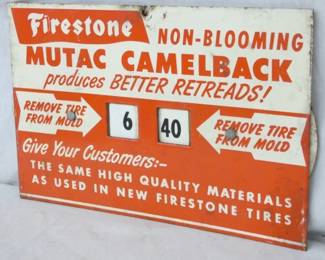 Firestone NON-BLOOMING
MUTAC CAMELBACK
produces BETTER RETREADS!
REMOVE TIRE
FROM MOLD
6 40
REMOVE TIRE
FROM MOLD
Give Your Customers:-
THE SAME HIGH QUALITY MATERIALS
AS USED IN NEW FIRESTONE TIRES